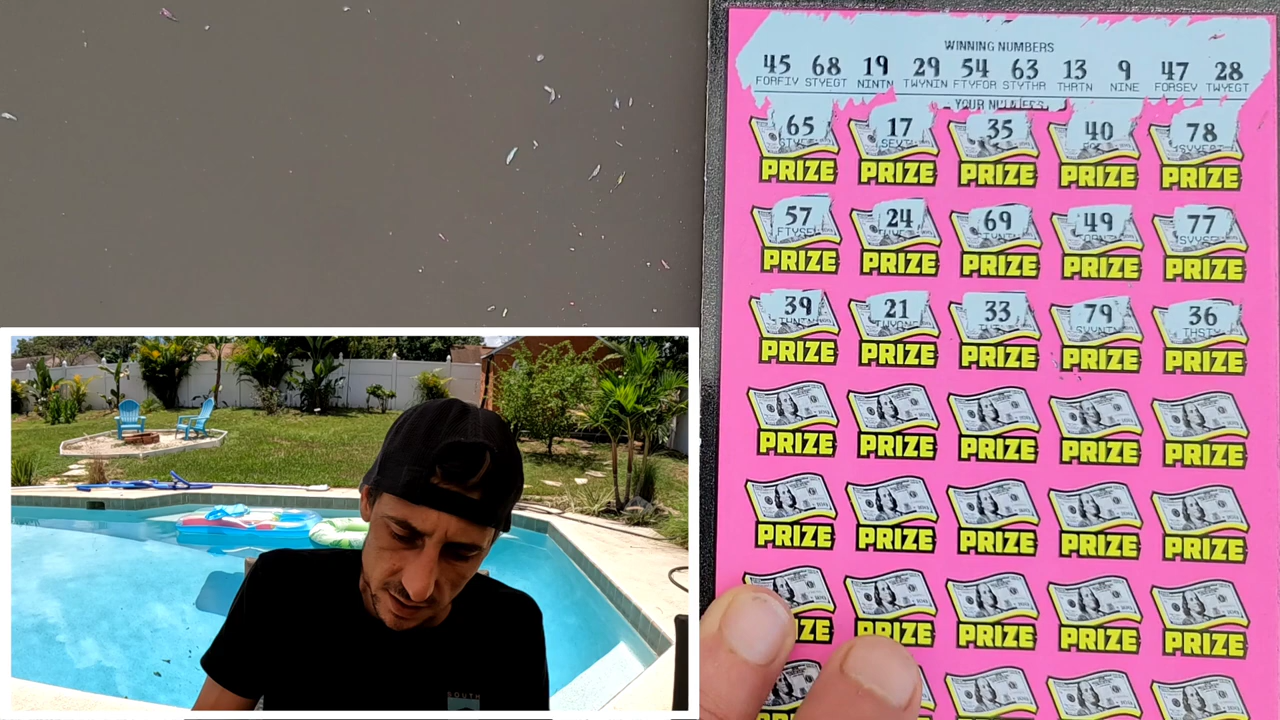 WINNING NUMBERS
45 68 19 29 54 63 13 9 47 28
FORFIV STYEGT NINTN TWYNIN FTYFOR STYTHR THRTN NINE FORSEV TWYEGT
YOUR NUMBERS
65 17 35 40 78
PRIZE PRIZE PRIZE PRIZE PRIZE
57 24 69 49 77
PRIZE PRIZE PRIZE PRIZE PRIZE
39 21 33 79 36
PRIZE PRIZE PRIZE PRIZE PRIZE
PRIZE PRIZE PRIZE PRIZE PRIZE
PRIZE PRIZE PRIZE PRIZE PRIZE
PRIZE PRIZE PRIZE PRIZE
SOUTH